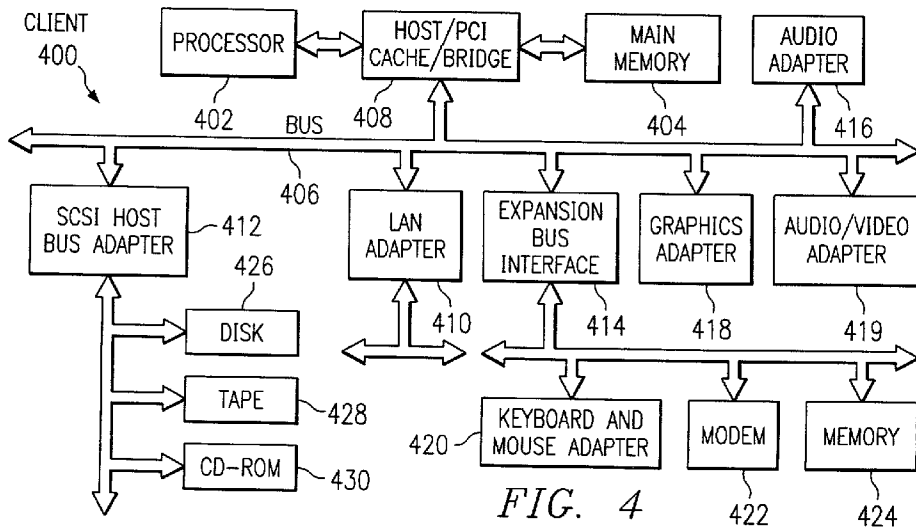 CLIENT
400
PROCESSOR
402
HOST/PCI
CACHE/BRIDGE
408
MAIN
MEMORY
404
AUDIO
ADAPTER
416
BUS
406
SCSI HOST
BUS ADAPTER
412
LAN
ADAPTER
410
EXPANSION
BUS
INTERFACE
414
GRAPHICS
ADAPTER
418
AUDIO/VIDEO
ADAPTER
419
426
DISK
TAPE
428
CD-ROM
430
420
KEYBOARD AND
MOUSE ADAPTER
MODEM
422
MEMORY
424
FIG. 4